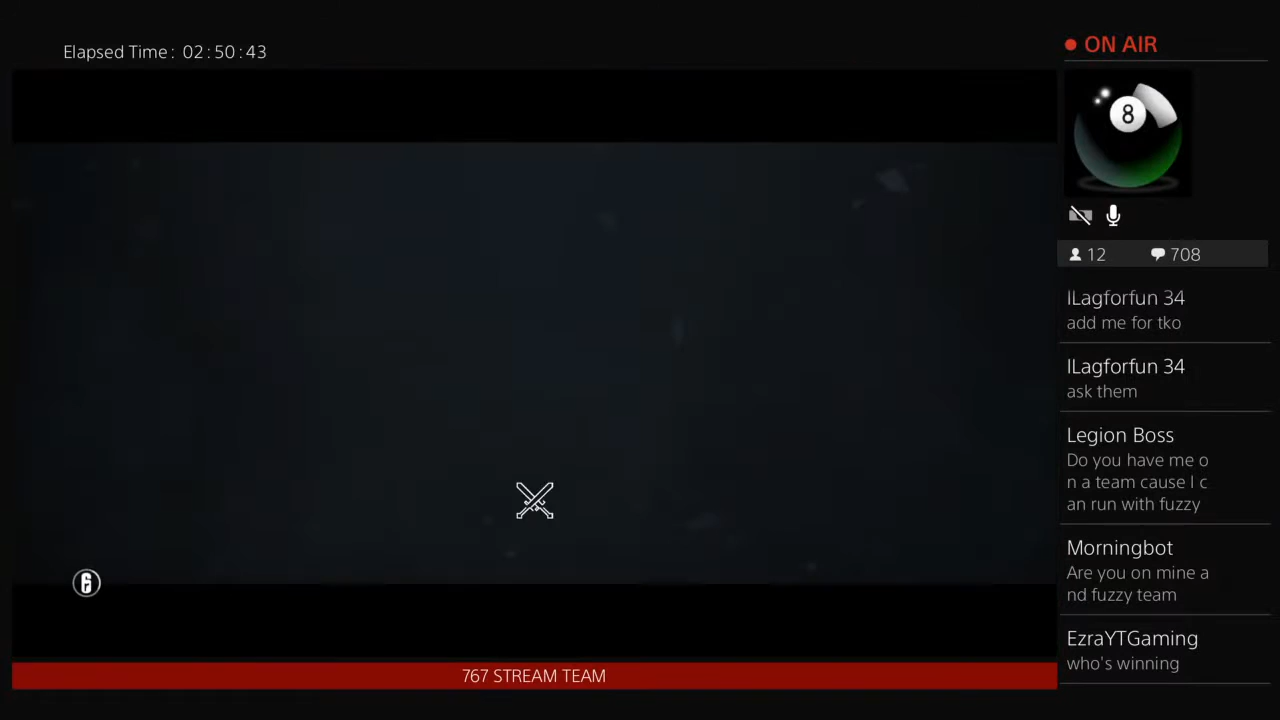 Elapsed Time: 02:50:43
ON AIR
8
12 708
ILagforfun 34
add me for tko
ILagforfun 34
ask them
Legion Boss
Do you have me o
n a team cause I c
an run with fuzzy
Morningbot
Are you on mine a
nd fuzzy team
EzraYTGaming
who's winning
6
767 STREAM TEAM